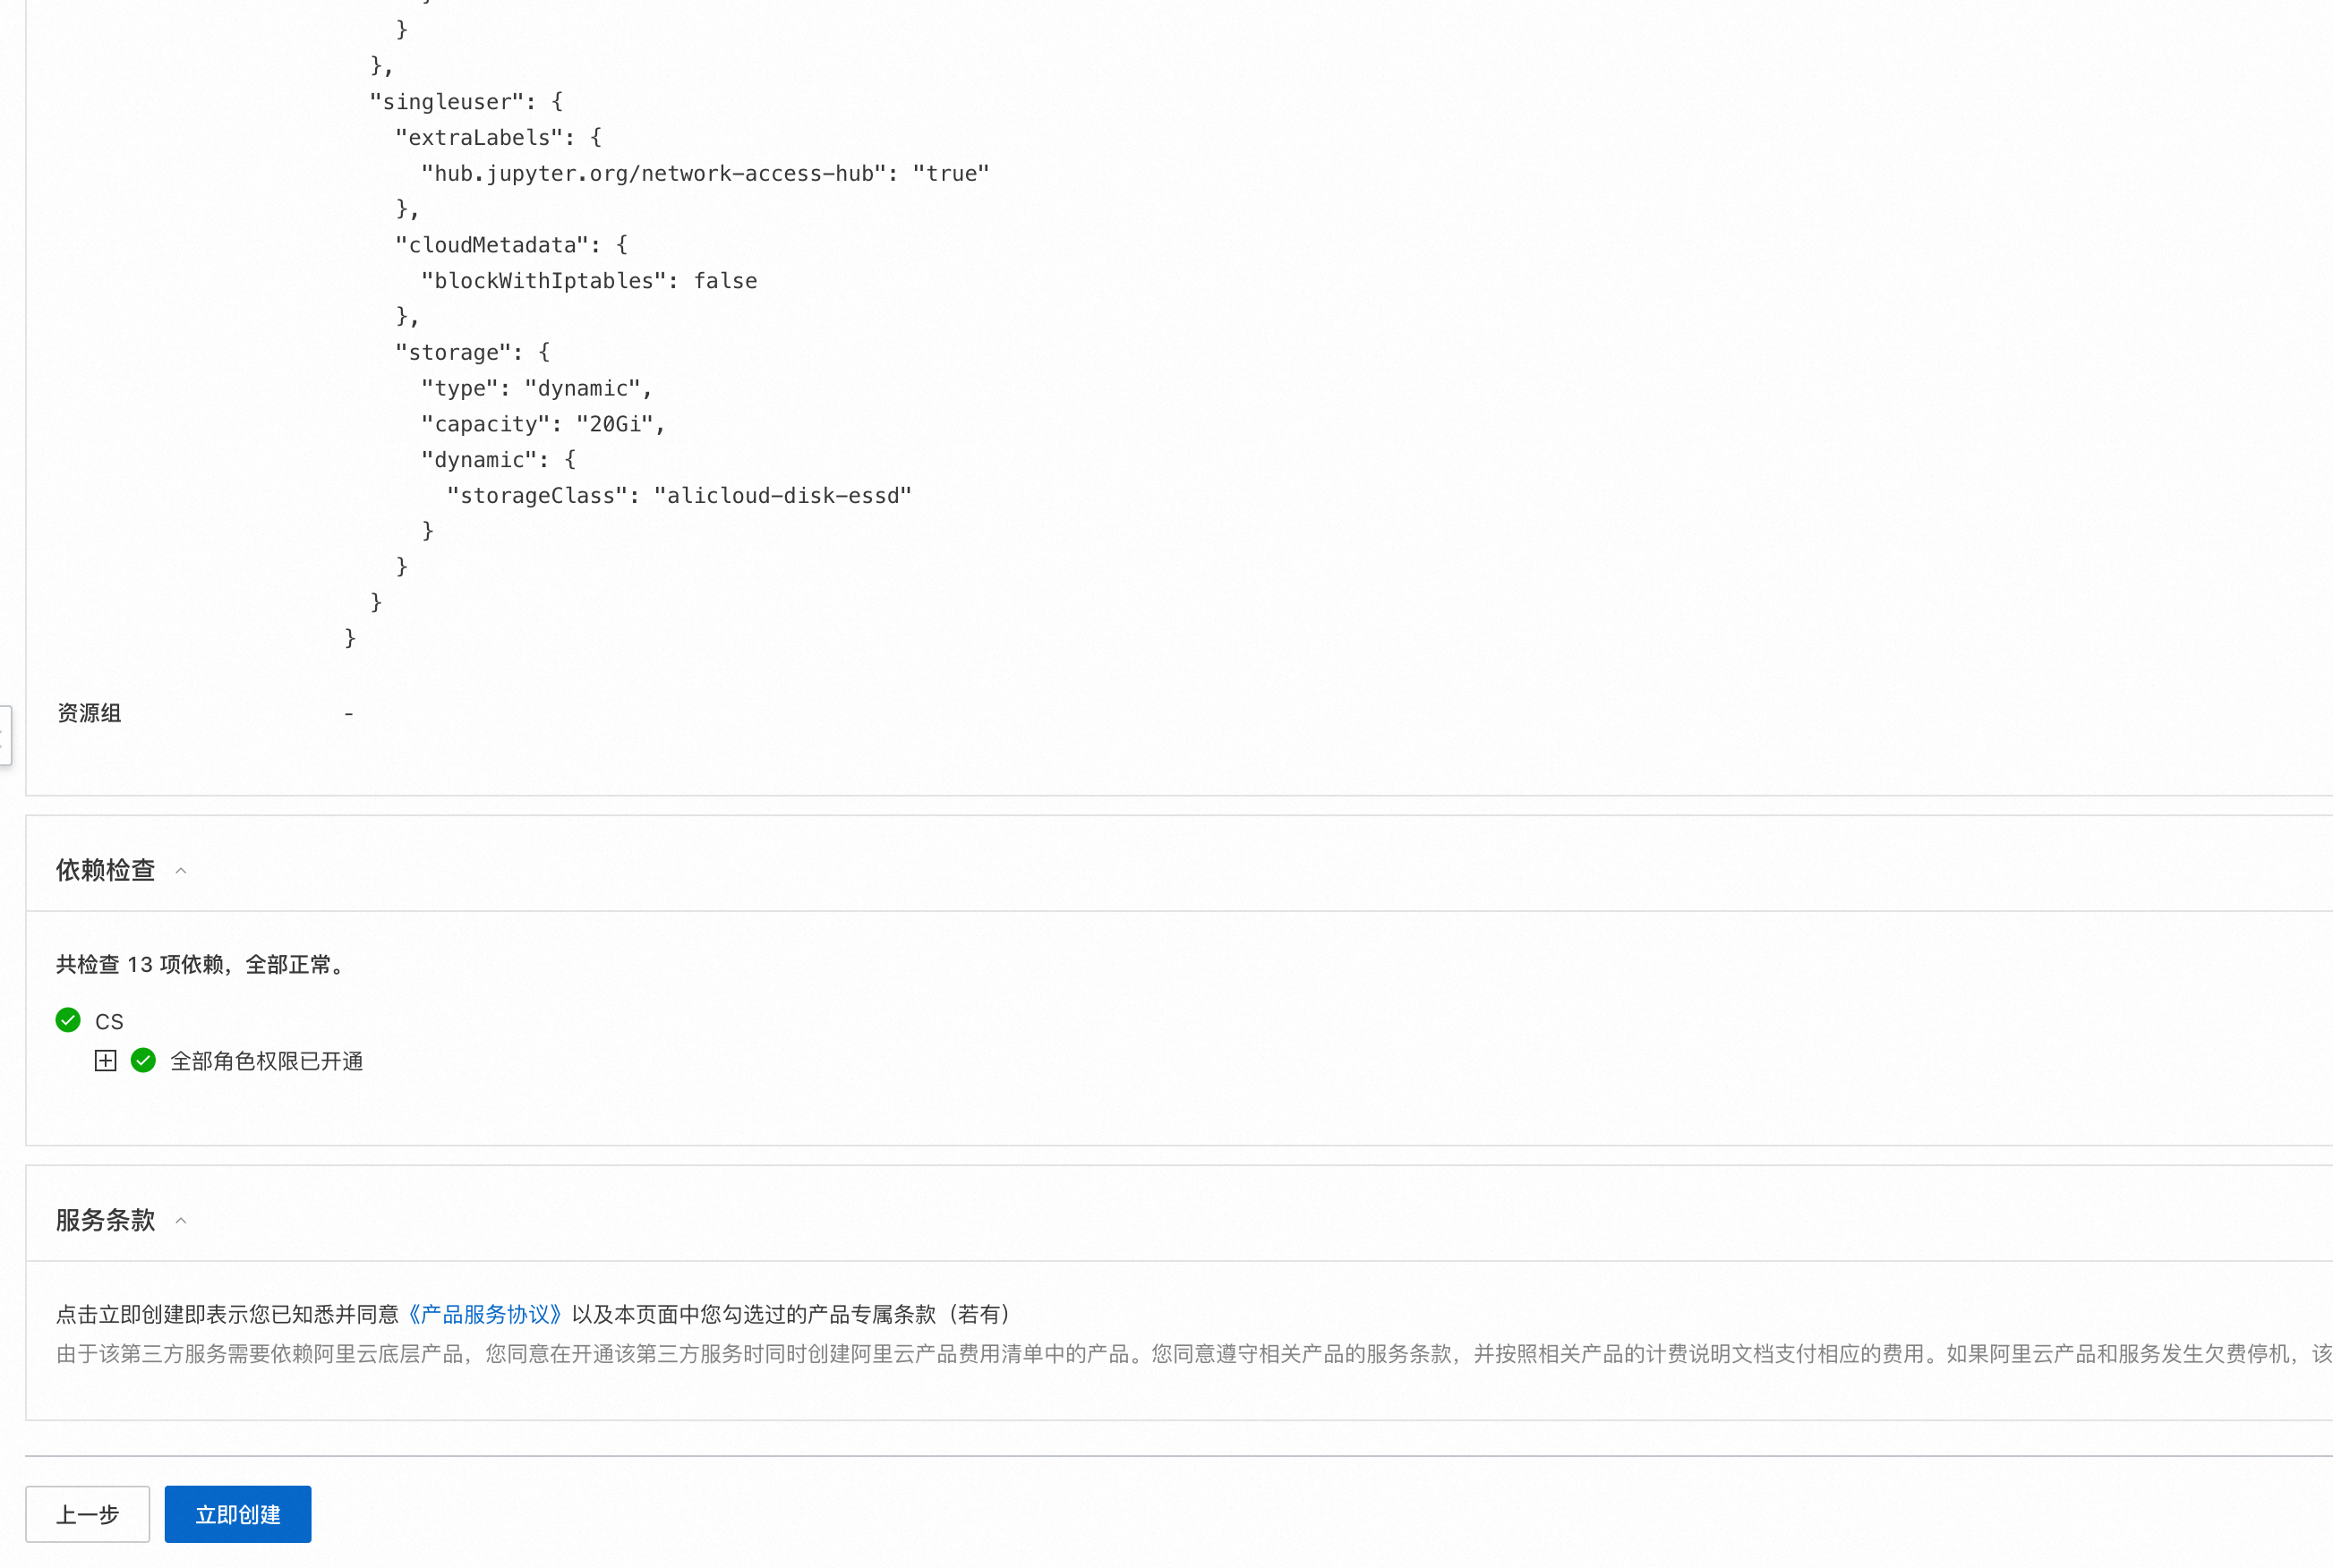 }
},
"singleuser": {
"extraLabels": {
"hub.jupyter.org/network-access-hub": "true"
},
"cloudMetadata": {
"blockWithIptables": false
},
"storage": {
"type": "dynamic",
"capacity": "20Gi",
"dynamic": {
"storageClass": "alicloud-disk-essd"
}
}
}
}
资源组 -
依赖检查
共检查 13 项依赖，全部正常。
CS
全部角色权限已开通
服务条款
点击立即创建即表示您已知悉并同意《产品服务协议》以及本页面中您勾选过的产品专属条款（若有）
由于该第三方服务需要依赖阿里云底层产品，您同意在开通该第三方服务时同时创建阿里云产品费用清单中的产品。您同意遵守相关产品的服务条款，并按照相关产品的计费说明文档支付相应的费用。如果阿里云产品和服务发生欠费停机，该
上一步 立即创建